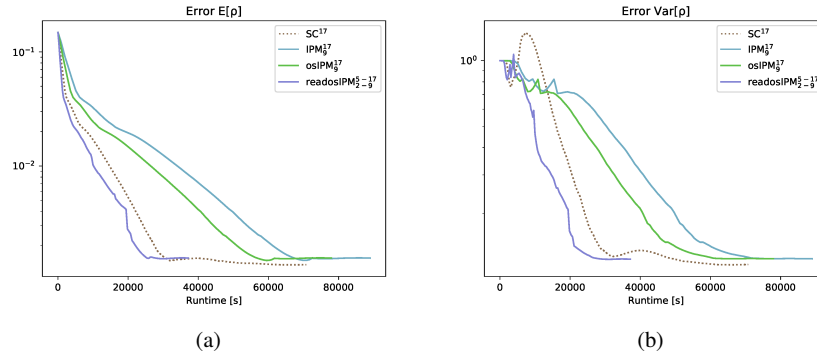 Error E[ρ]
10⁻¹
10⁻²
0
20000
40000
60000
80000
Runtime [s]
SC¹⁷
IPM₉¹⁷
osIPM₉¹⁷
readosIPM₂₋₉⁵⁻¹⁷
(a)
Error Var[ρ]
10⁰
0
20000
40000
60000
80000
Runtime [s]
SC¹⁷
IPM₉¹⁷
osIPM₉¹⁷
readosIPM₂₋₉⁵⁻¹⁷
(b)